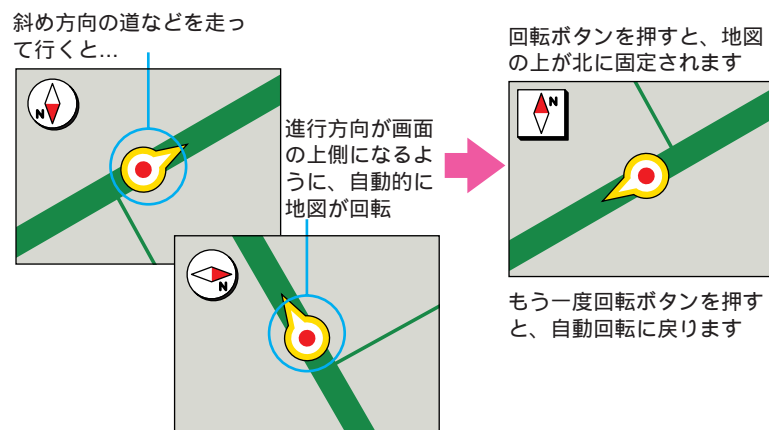 斜め方向の道などを走っ
て行くと...
N
進行方向が画面
の上側になるよ
うに、自動的に
地図が回転
N
回転ボタンを押すと、地図
の上が北に固定されます
N
もう一度回転ボタンを押す
と、自動回転に戻ります